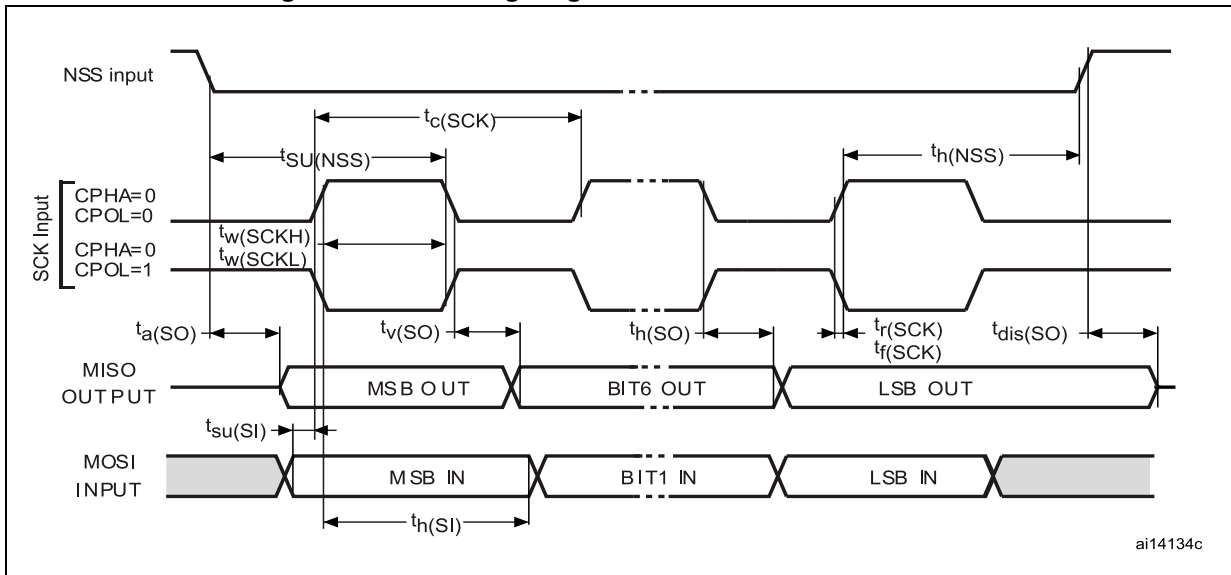 NSS input
tc(SCK)
tSU(NSS)
th(NSS)
SCK Input
CPHA=0
CPOL=0
CPHA=0
CPOL=1
tw(SCKH)
tw(SCKL)
ta(SO)
tv(SO)
th(SO)
tr(SCK)
tf(SCK)
tdis(SO)
MISO
OUTPUT
MSB OUT
BIT6 OUT
LSB OUT
tsu(SI)
MOSI
INPUT
MSB IN
BIT1 IN
LSB IN
th(SI)
ai14134c